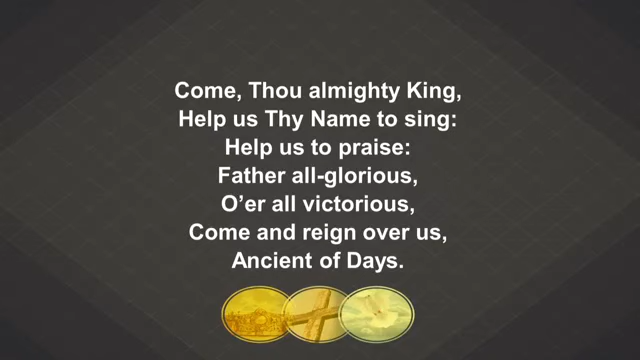 Come, Thou almighty King,
Help us Thy Name to sing:
Help us to praise:
Father all-glorious,
O’er all victorious,
Come and reign over us,
Ancient of Days.